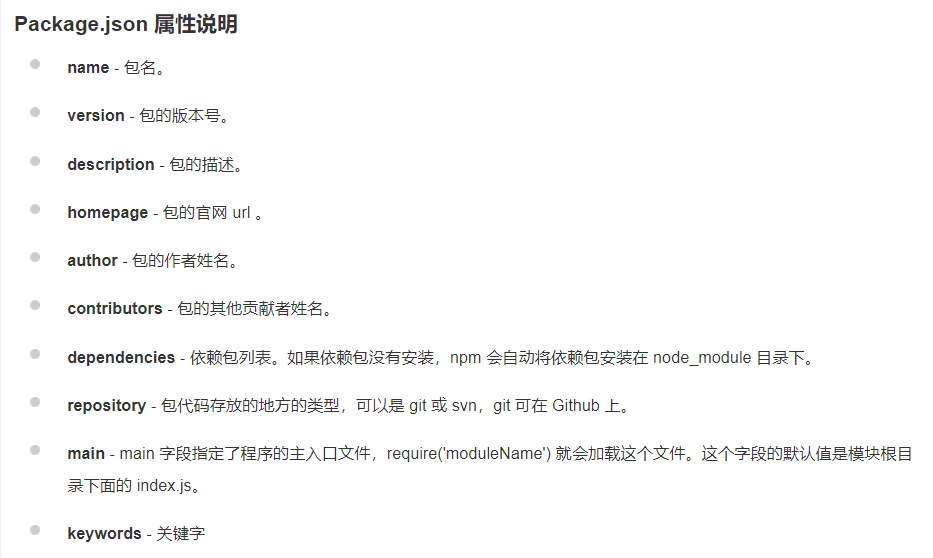 Package.json 属性说明
name - 包名。
version - 包的版本号。
description - 包的描述。
homepage - 包的官网 url 。
author - 包的作者姓名。
contributors - 包的其他贡献者姓名。
dependencies - 依赖包列表。如果依赖包没有安装，npm 会自动将依赖包安装在 node_module 目录下。
repository - 包代码存放的地方的类型，可以是 git 或 svn，git 可在 Github 上。
main - main 字段指定了程序的主入口文件，require('moduleName') 就会加载这个文件。这个字段的默认值是模块根目
录下面的 index.js。
keywords - 关键字